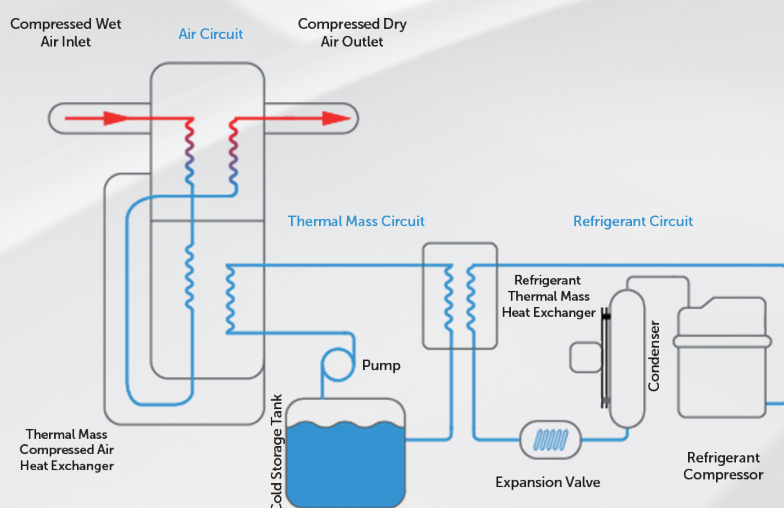 Compressed Wet
Air Inlet
Air Circuit
Compressed Dry
Air Outlet
Thermal Mass Circuit
Refrigerant Circuit
Refrigerant
Thermal Mass
Heat Exchanger
Condenser
Pump
Cold Storage Tank
Thermal Mass
Compressed Air
Heat Exchanger
Expansion Valve
Refrigerant
Compressor